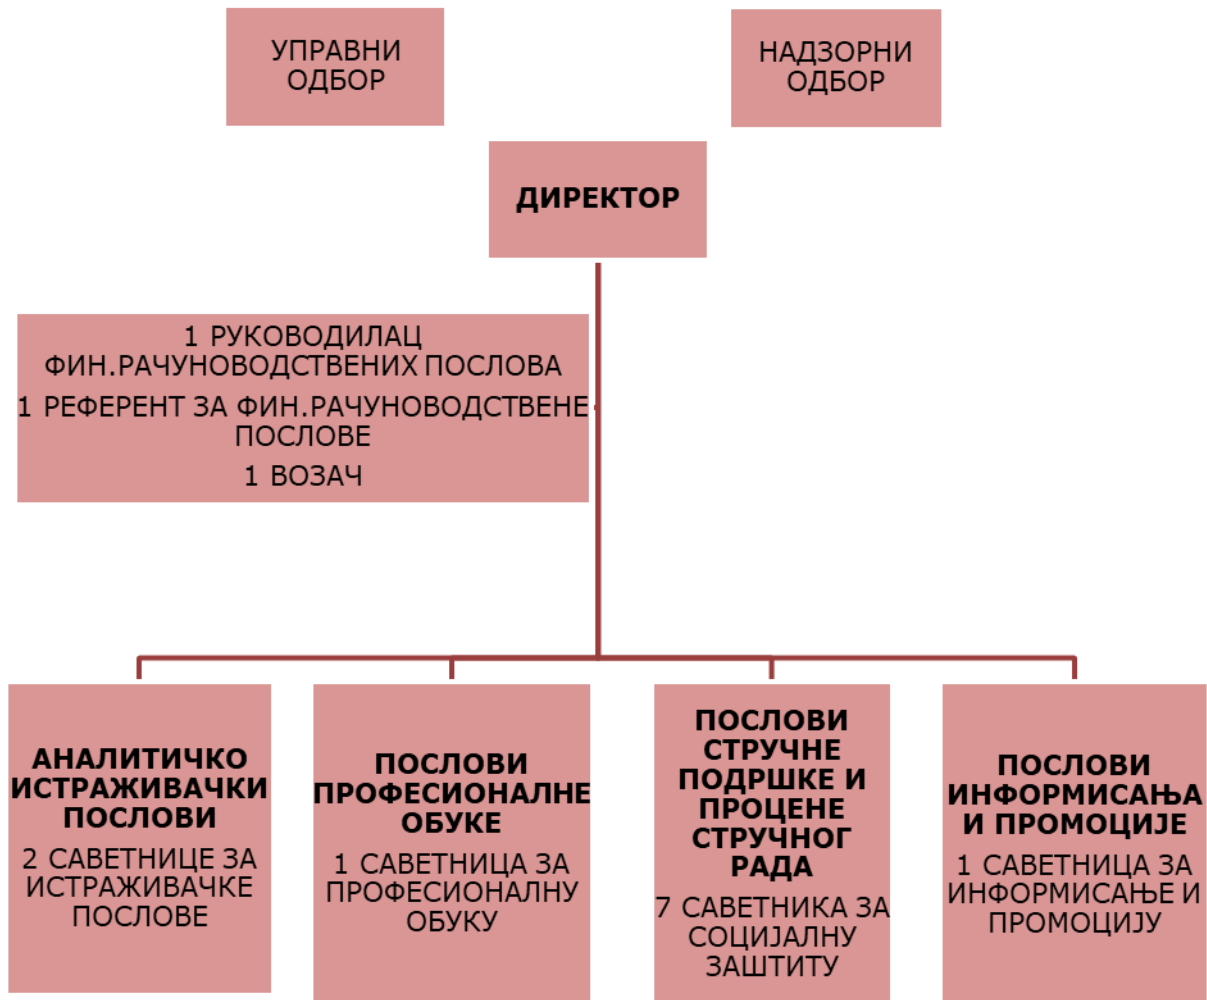 УПРАВНИ
ОДБОР
НАДЗОРНИ
ОДБОР
ДИРЕКТОР
1 РУКОВОДИЛАЦ
ФИН.РАЧУНОВОДСТВЕНИХ ПОСЛОВА
1 РЕФЕРЕНТ ЗА ФИН.РАЧУНОВОДСТВЕНЕ
ПОСЛОВЕ
1 ВОЗАЧ
АНАЛИТИЧКО
ИСТРАЖИВАЧКИ
ПОСЛОВИ
2 САВЕТНИЦЕ ЗА
ИСТРАЖИВАЧКЕ
ПОСЛОВЕ
ПОСЛОВИ
ПРОФЕСИОНАЛНЕ
ОБУКЕ
1 САВЕТНИЦА ЗА
ПРОФЕСИОНАЛНУ
ОБУКУ
ПОСЛОВИ
СТРУЧНЕ
ПОДРШКЕ И
ПРОЦЕНЕ
СТРУЧНОГ
РАДА
7 САВЕТНИКА ЗА
СОЦИЈАЛНУ
ЗАШТИТУ
ПОСЛОВИ
ИНФОРМИСАЊА
И ПРОМОЦИЈЕ
1 САВЕТНИЦА ЗА
ИНФОРМИСАЊЕ И
ПРОМОЦИЈУ